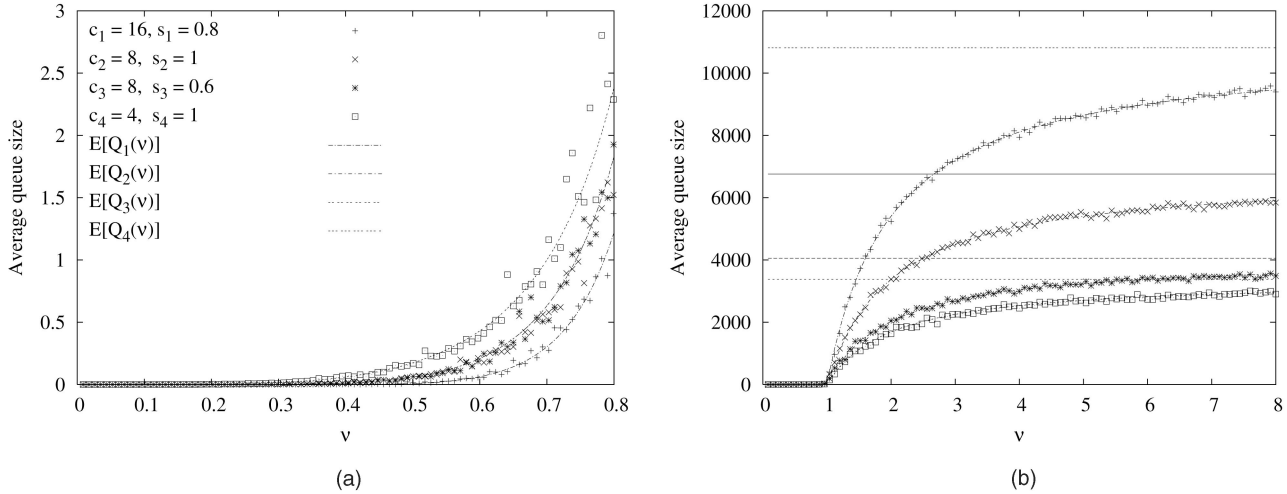 Average queue size
3
2.5
2
1.5
1
0.5
0
c₁ = 16, s₁ = 0.8
c₂ = 8, s₂ = 1
c₃ = 8, s₃ = 0.6
c₄ = 4, s₄ = 1
E[Q₁(ν)]
E[Q₂(ν)]
E[Q₃(ν)]
E[Q₄(ν)]
0 0.1 0.2 0.3 0.4 0.5 0.6 0.7 0.8
ν
(a)
Average queue size
12000
10000
8000
6000
4000
2000
0
0 1 2 3 4 5 6 7 8
ν
(b)